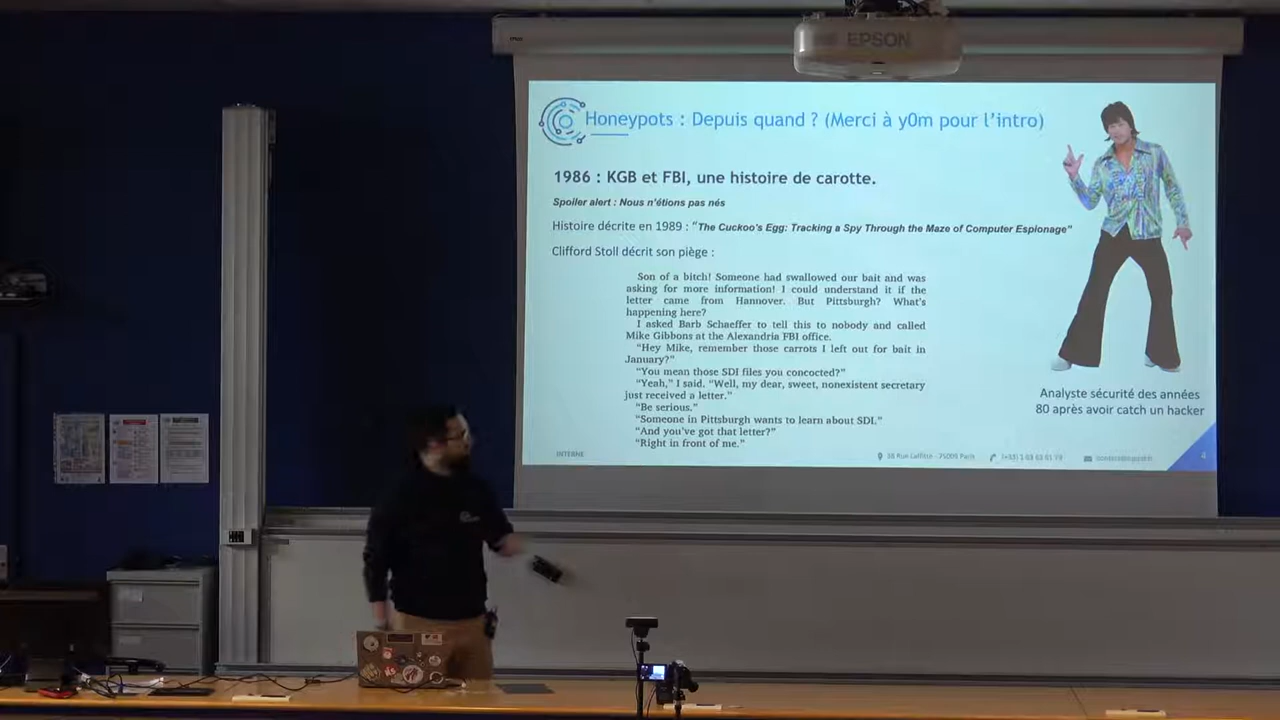 EPSON
Honeypots : Depuis quand ? (Merci à y0m pour l'intro)
1986 : KGB et FBI, une histoire de carotte.
Spoiler alert : Nous n'étions pas nés
Histoire décrite en 1989 : "The Cuckoo's Egg: Tracking a Spy Through the Maze of Computer Espionage"
Clifford Stoll décrit son piège :
Son of a bitch! Someone had swallowed our bait and was
asking for more information! I could understand it if the
letter came from Hannover. But Pittsburgh? What's
happening here?
I asked Barb Schaeffer to tell this to nobody and called
Mike Gibbons at the Alexandria FBI office.
"Hey Mike, remember those carrots I left out for bait in
January?"
"You mean those SDI files you concocted?"
"Yeah," I said. "Well, my dear, sweet, nonexistent secretary
just received a letter."
"Be serious."
"Someone in Pittsburgh wants to learn about SDI."
"And you've got that letter?"
"Right in front of me."
Analyste sécurité des années
80 après avoir catch un hacker
INTERNE
Rue Laffitte - Paris
4